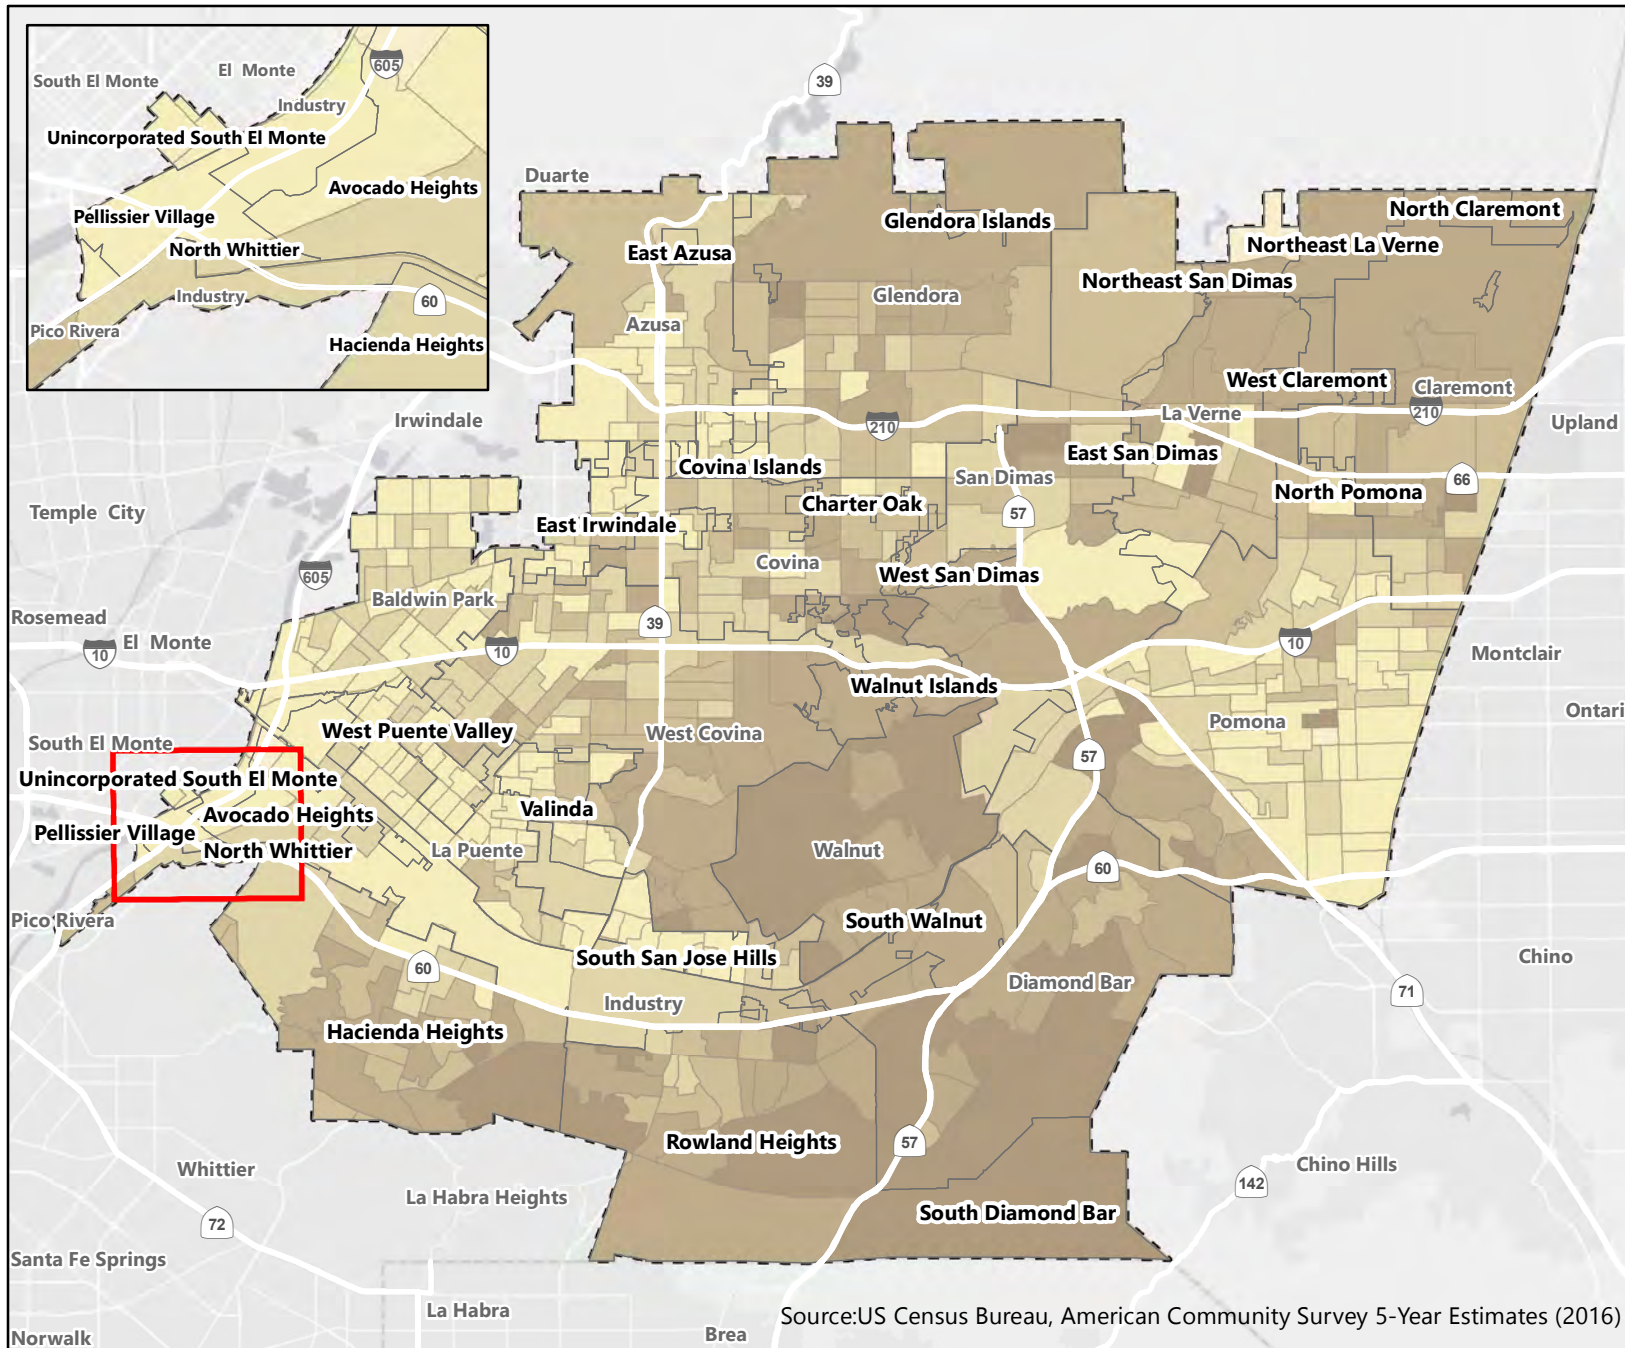 South El Monte
El Monte
605
Industry
Unincorporated South El Monte
Avocado Heights
Pellissier Village
North Whittier
Industry
60
Pico Rivera
Hacienda Heights
39
Duarte
North Claremont
Glendora Islands
Northeast La Verne
East Azusa
Northeast San Dimas
Glendora
Azusa
West Claremont
Claremont
Irwindale
La Verne
210
210
Upland
East San Dimas
Covina Islands
San Dimas
66
North Pomona
Charter Oak
Temple City
57
East Irwindale
Covina
West San Dimas
605
Baldwin Park
Rosemead
39
El Monte
10
10
10
Montclair
Walnut Islands
Ontari
Pomona
West Puente Valley
West Covina
South El Monte
57
Unincorporated South El Monte
Valinda
Avocado Heights
Pellissier Village
La Puente
Walnut
North Whittier
60
Pico Rivera
South Walnut
South San Jose Hills
Chino
60
Diamond Bar
71
Industry
Hacienda Heights
Rowland Heights
57
Whittier
Chino Hills
142
La Habra Heights
72
South Diamond Bar
Santa Fe Springs
La Habra
Source:US Census Bureau, American Community Survey 5-Year Estimates (2016)
Norwalk
Brea